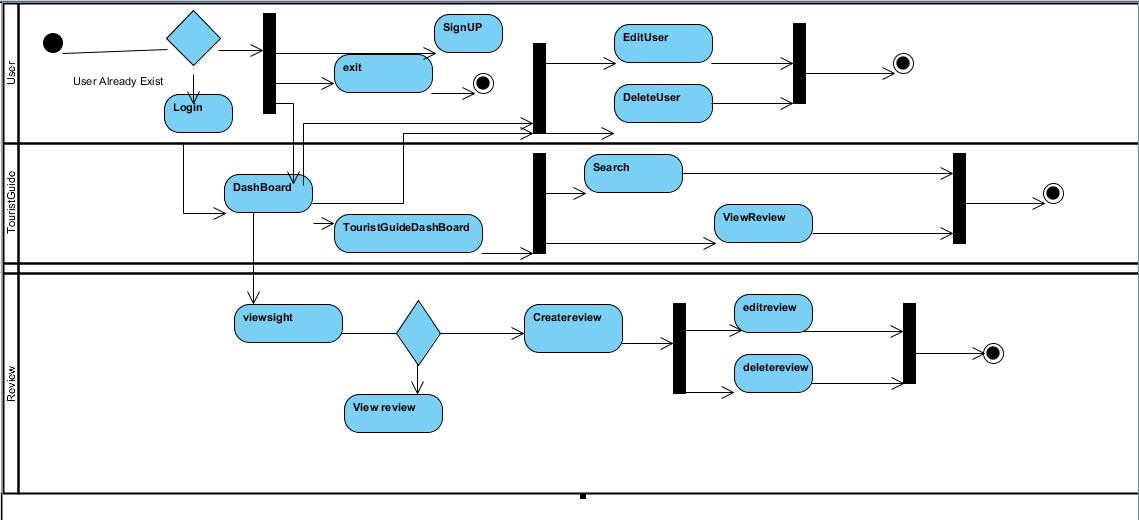 User
SignUP
EditUser
exit
User Already Exist
Login
DeleteUser
TouristGuide
Search
DashBoard
ViewReview
TouristGuideDashBoard
Review
viewsight
Createreview
editreview
deletereview
View review